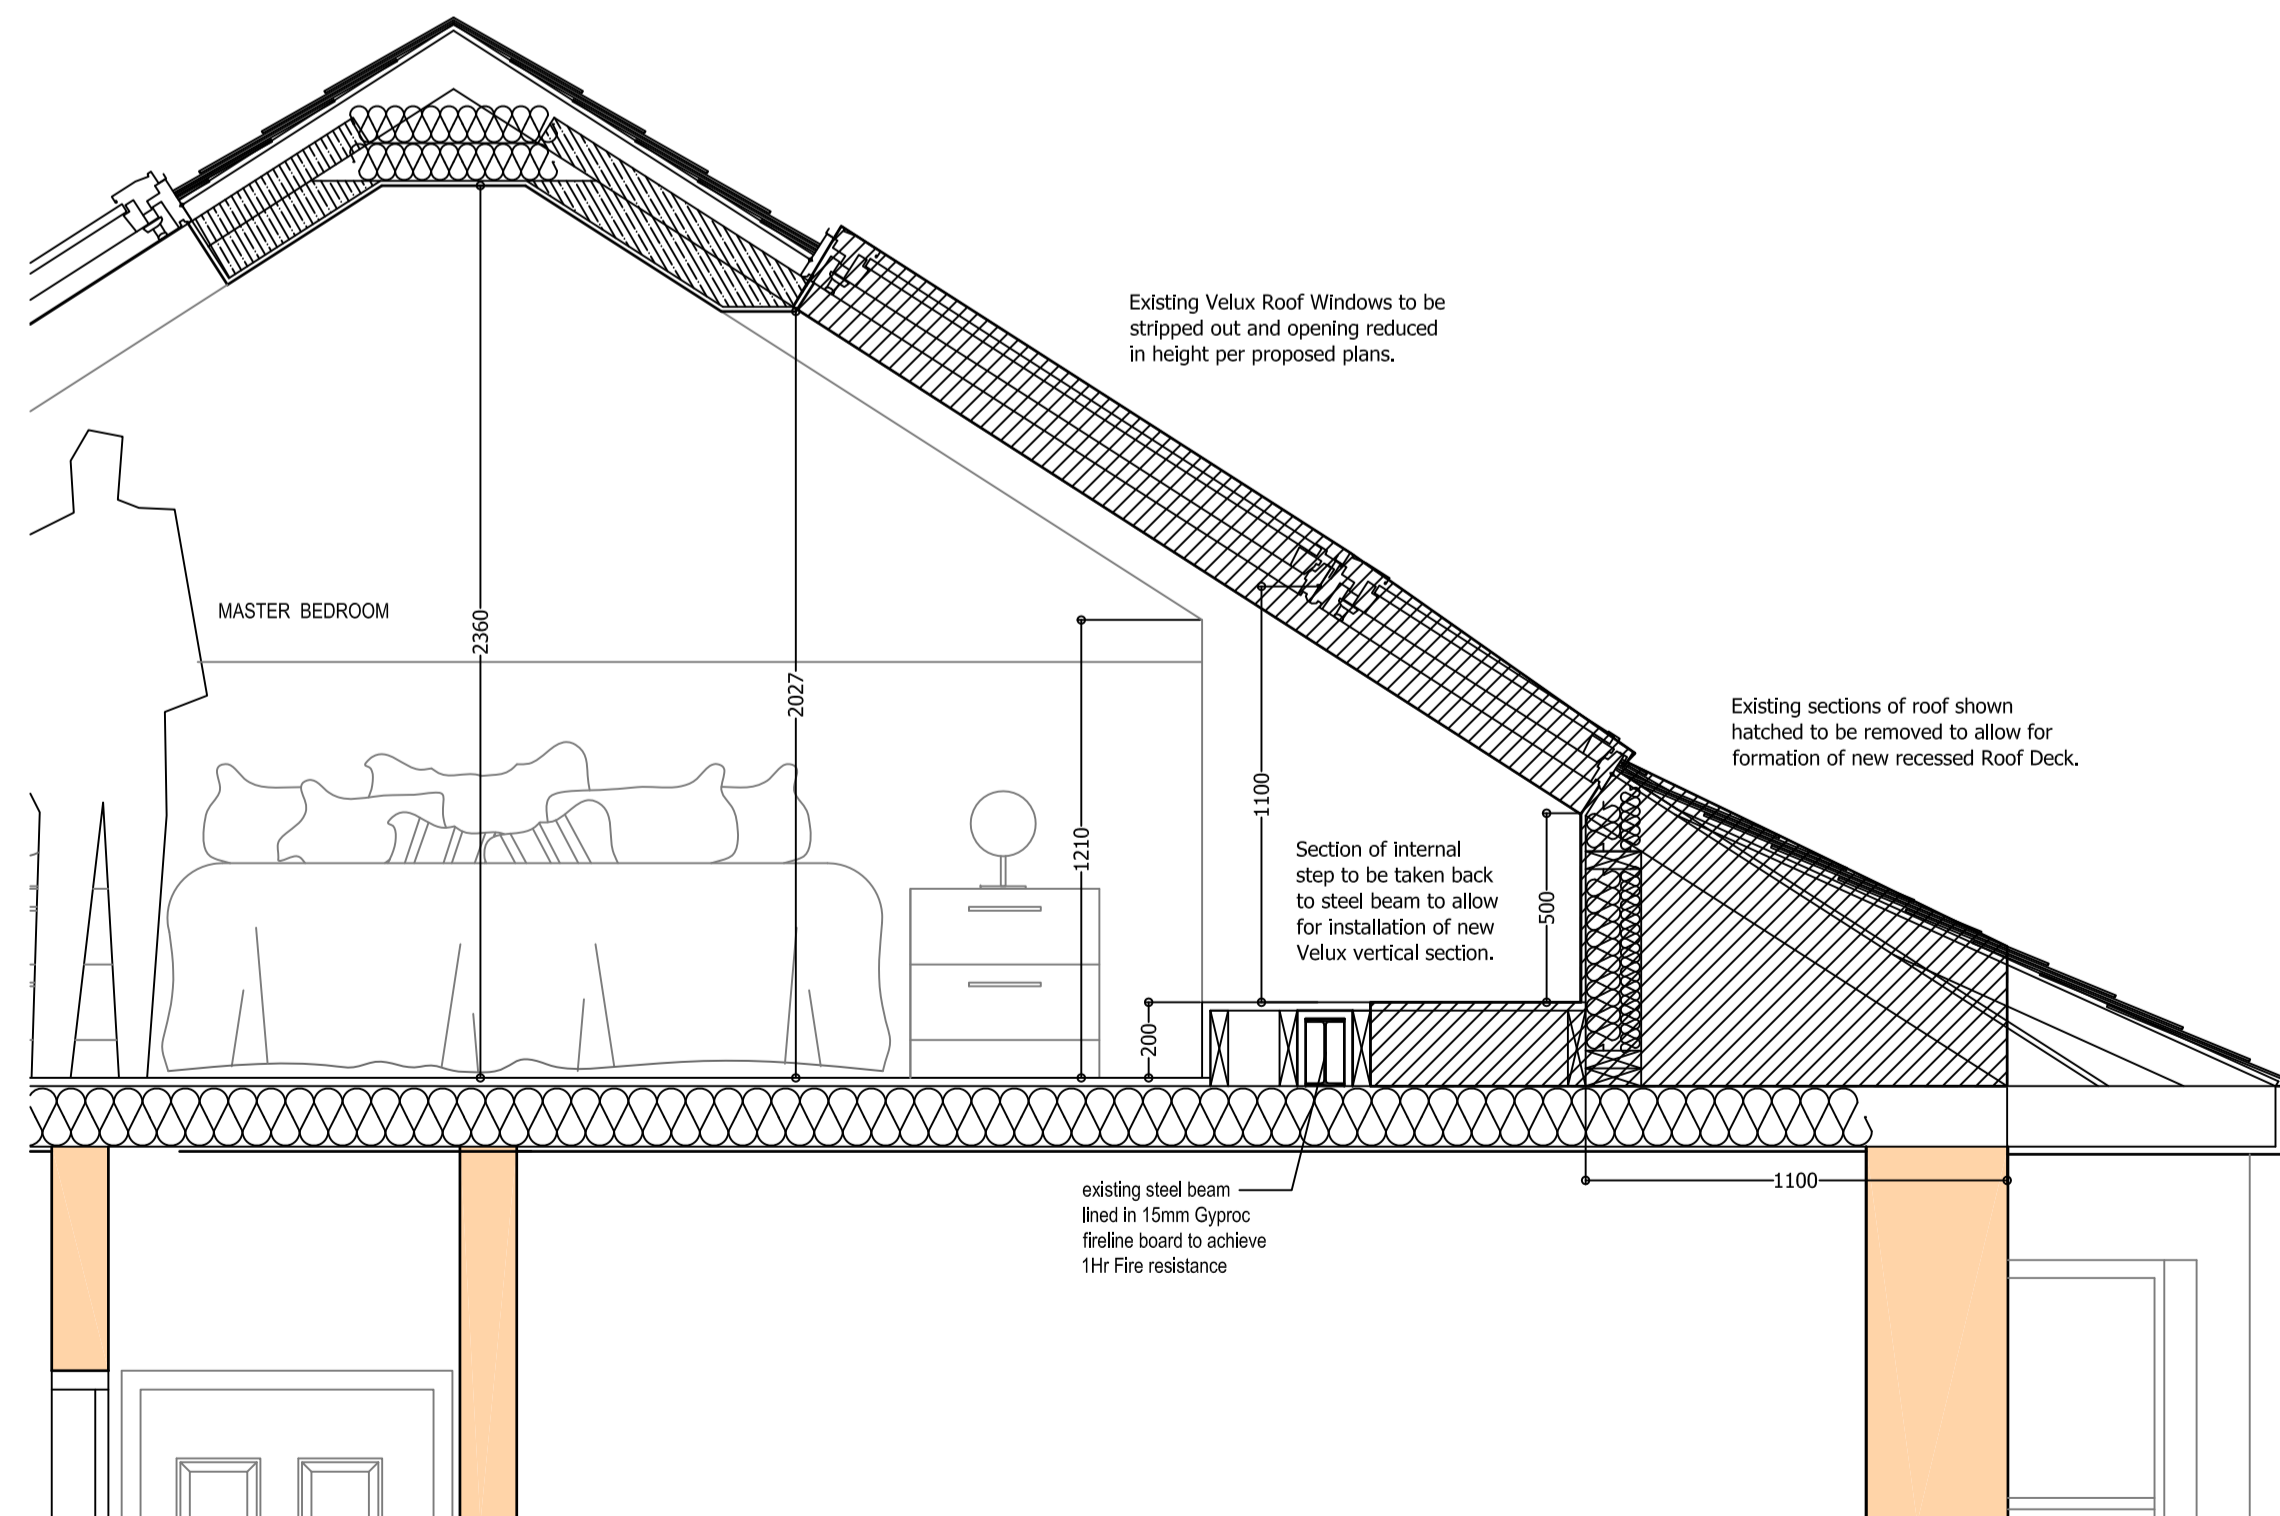 Existing Velux Roof Windows to be
stripped out and opening reduced
in height per proposed plans.
MASTER BEDROOM
2360
2027
1210
1100
Existing sections of roof shown
hatched to be removed to allow for
formation of new recessed Roof Deck.
Section of internal
step to be taken back
to steel beam to allow
for installation of new
Velux vertical section.
500
200
1100
existing steel beam
lined in 15mm Gyproc
fireline board to achieve
1Hr Fire resistance